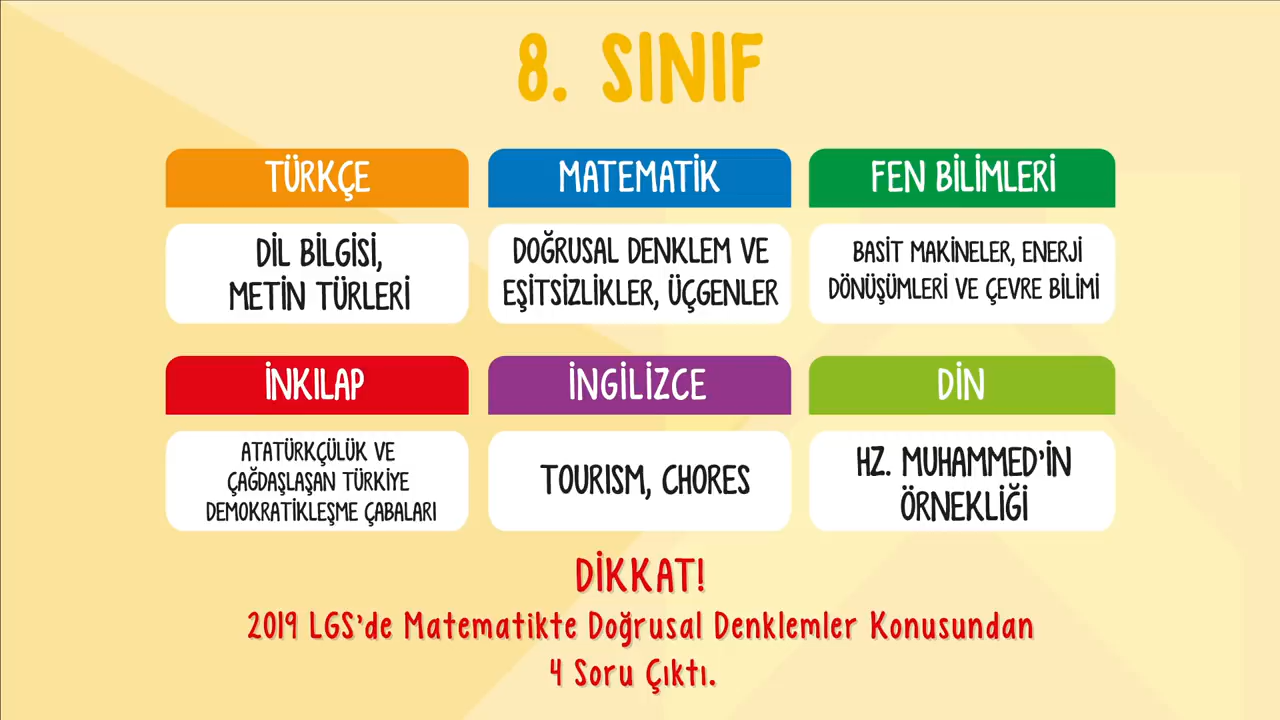 8. SINIF
TÜRKÇE
DİL BİLGİSİ,
METİN TÜRLERİ
MATEMATİK
DOĞRUSAL DENKLEM VE
EŞİTSİZLİKLER, ÜÇGENLER
FEN BİLİMLERİ
BASİT MAKİNELER, ENERJİ
DÖNÜŞÜMLERİ VE ÇEVRE BİLİMİ
İNKILAP
ATATÜRKÇÜLÜK VE
ÇAĞDAŞLAŞAN TÜRKİYE
DEMOKRATİKLEŞME ÇABALARI
İNGİLİZCE
TOURISM, CHORES
DİN
HZ. MUHAMMED'İN
ÖRNEKLİĞİ
DİKKAT!
2019 LGS'de Matematikte Doğrusal Denklemler Konusundan
4 Soru Çıktı.